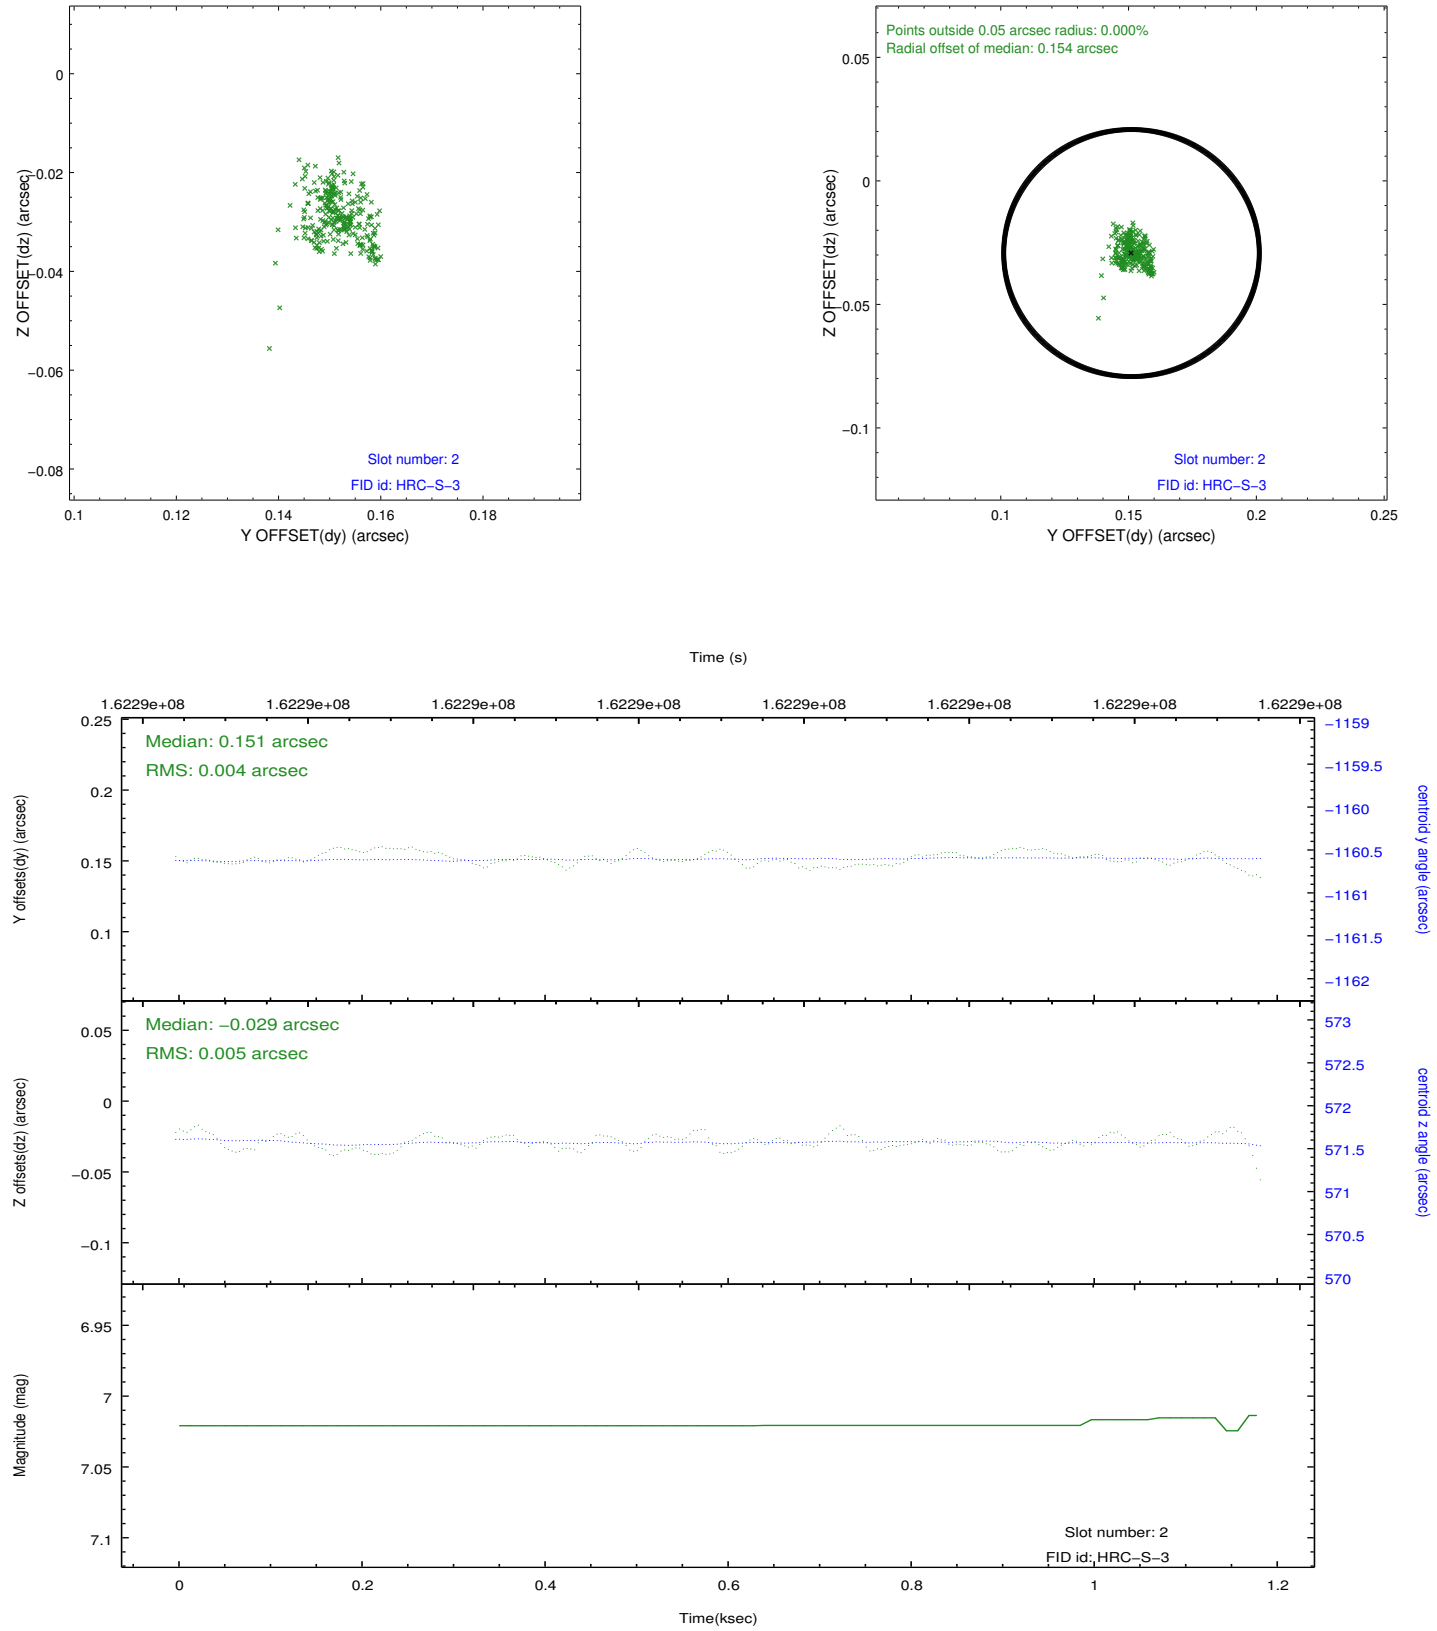 0
−0.02
−0.04
−0.06
−0.08
Z OFFSET(dz) (arcsec)
Slot number: 2
FID id: HRC−S−3
0.1 0.12 0.14 0.16 0.18
Y OFFSET(dy) (arcsec)
Points outside 0.05 arcsec radius: 0.000%
Radial offset of median: 0.154 arcsec
0.05
0
−0.05
−0.1
Z OFFSET(dz) (arcsec)
Slot number: 2
FID id: HRC−S−3
0.1 0.15 0.2 0.25
Y OFFSET(dy) (arcsec)
Time (s)
1.6229e+08 1.6229e+08 1.6229e+08 1.6229e+08 1.6229e+08 1.6229e+08 1.6229e+08 1.6229e+08
Median: 0.151 arcsec
RMS: 0.004 arcsec
0.25
0.2
0.15
0.1
Y offsets(dy) (arcsec)
−1159
−1159.5
−1160
−1160.5
−1161
−1161.5
−1162
centroid y angle (arcsec)
Median: −0.029 arcsec
RMS: 0.005 arcsec
0.05
0
−0.05
−0.1
Z offsets(dz) (arcsec)
573
572.5
572
571.5
571
570.5
570
centroid z angle (arcsec)
6.95
7
7.05
7.1
Magnitude (mag)
Slot number: 2
FID id: HRC−S−3
0 0.2 0.4 0.6 0.8 1 1.2
Time(ksec)